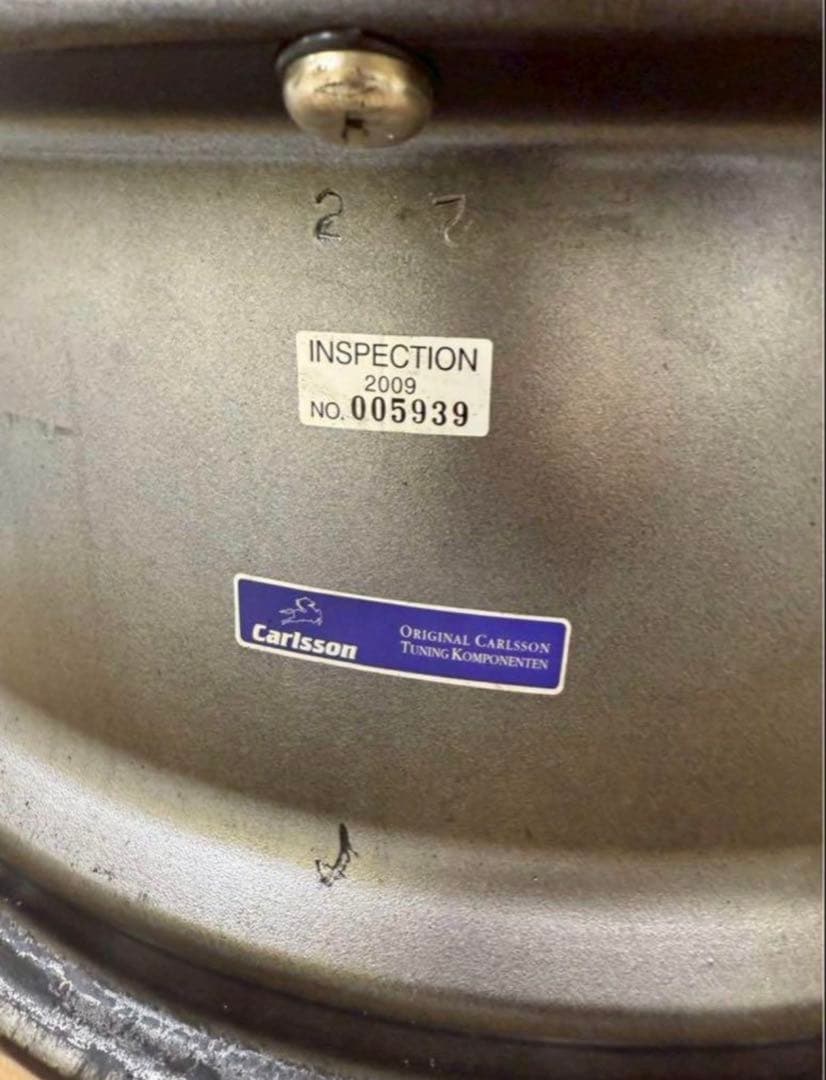 2 7
INSPECTION
2009
NO. 005939
Carlsson
ORIGINAL CARLSSON
TUNING KOMPONENTEN